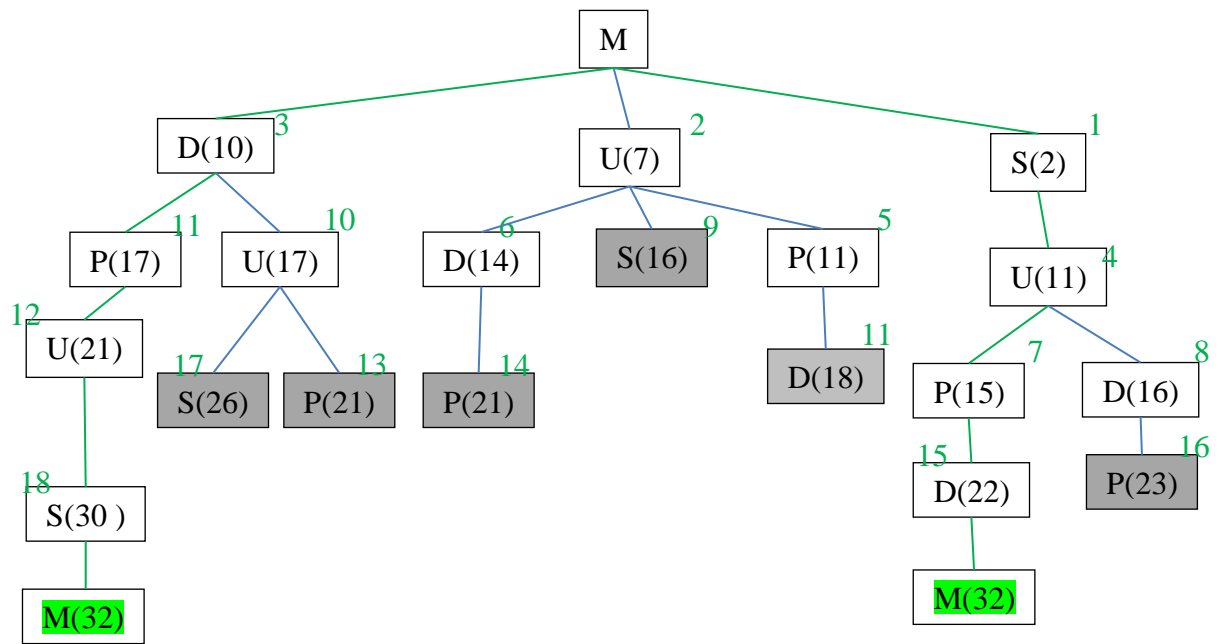 M
3
D(10)
2
U(7)
1
S(2)
11
P(17)
10
U(17)
6
D(14)
9
S(16)
5
P(11)
4
U(11)
12
U(21)
17
S(26)
13
P(21)
14
P(21)
11
D(18)
7
P(15)
8
D(16)
18
S(30 )
15
D(22)
16
P(23)
M(32)
M(32)